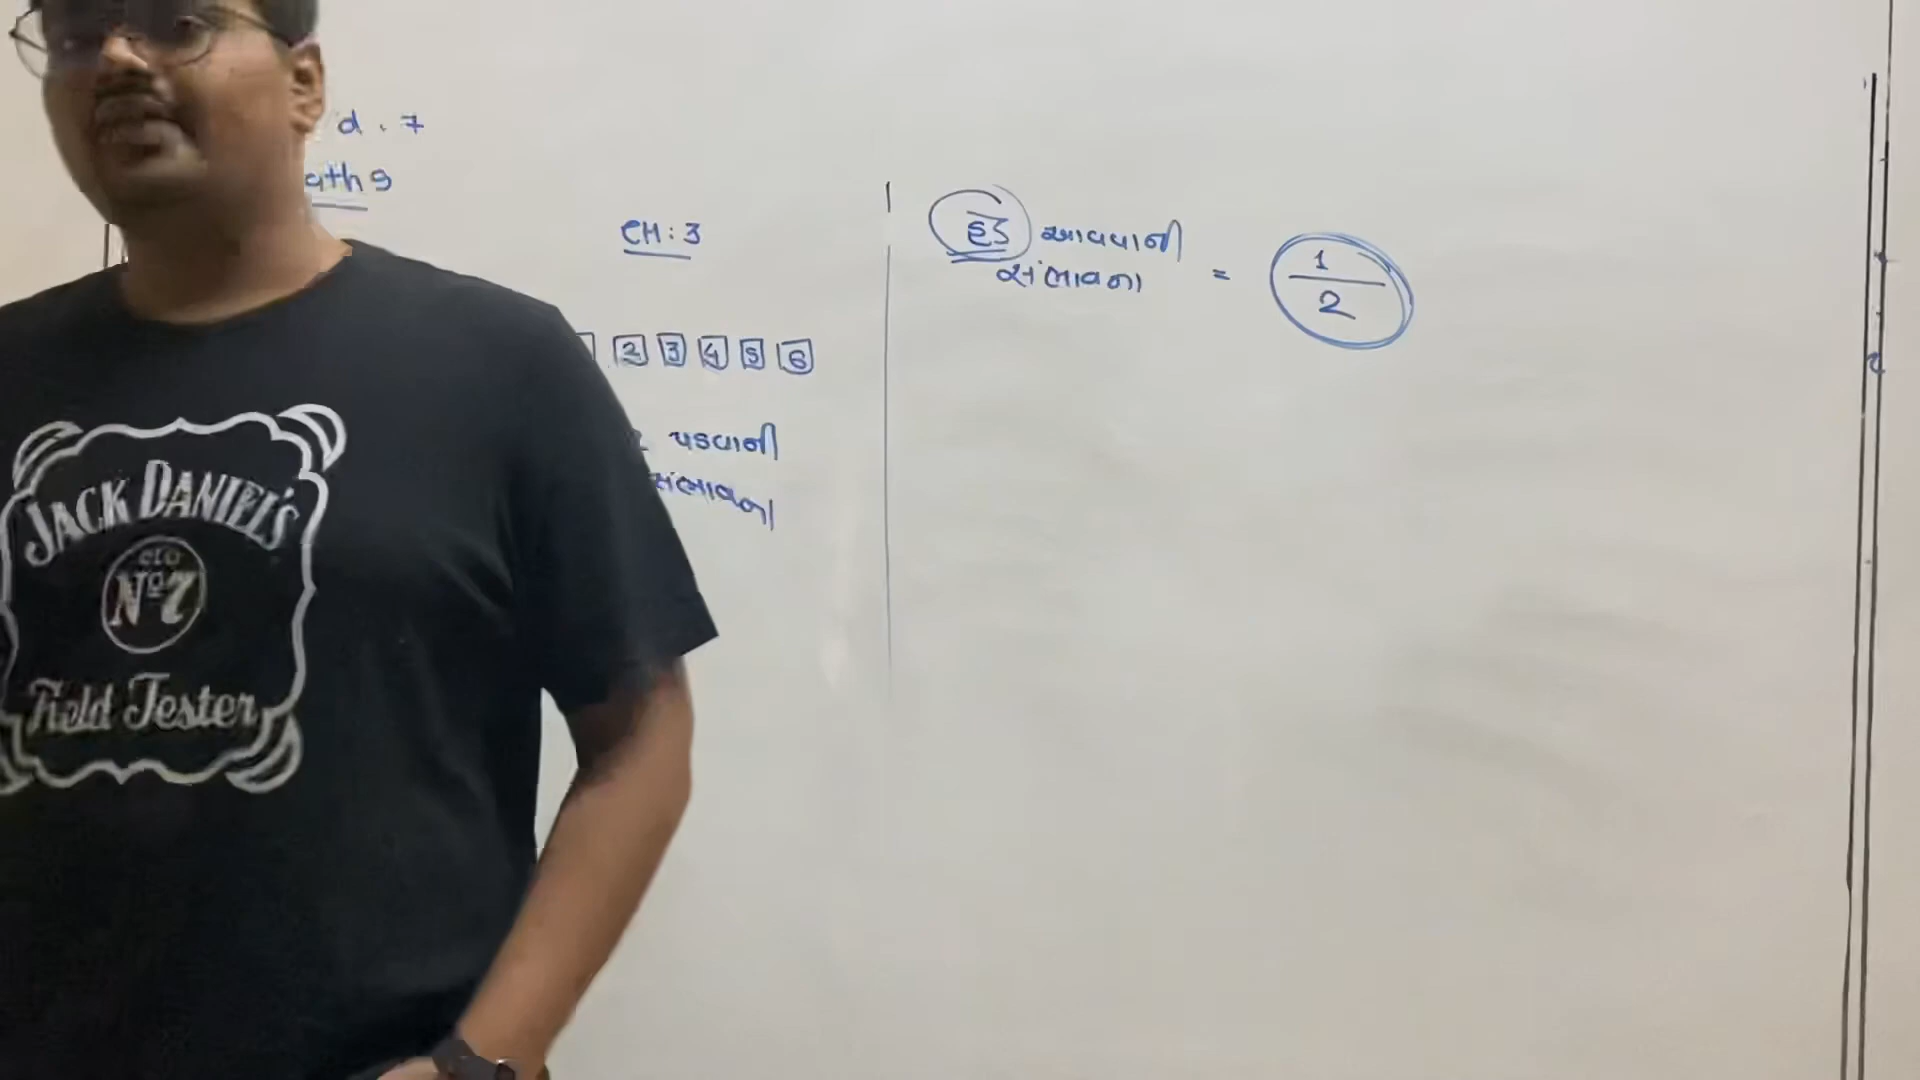 d. 7
aths
CH: 3
2 3 4 5 6
પડવાની
સંભાવના
હેડ આવવાની
સંભાવના = 1/2
JACK DANIEL'S
Nº7
Field Tester